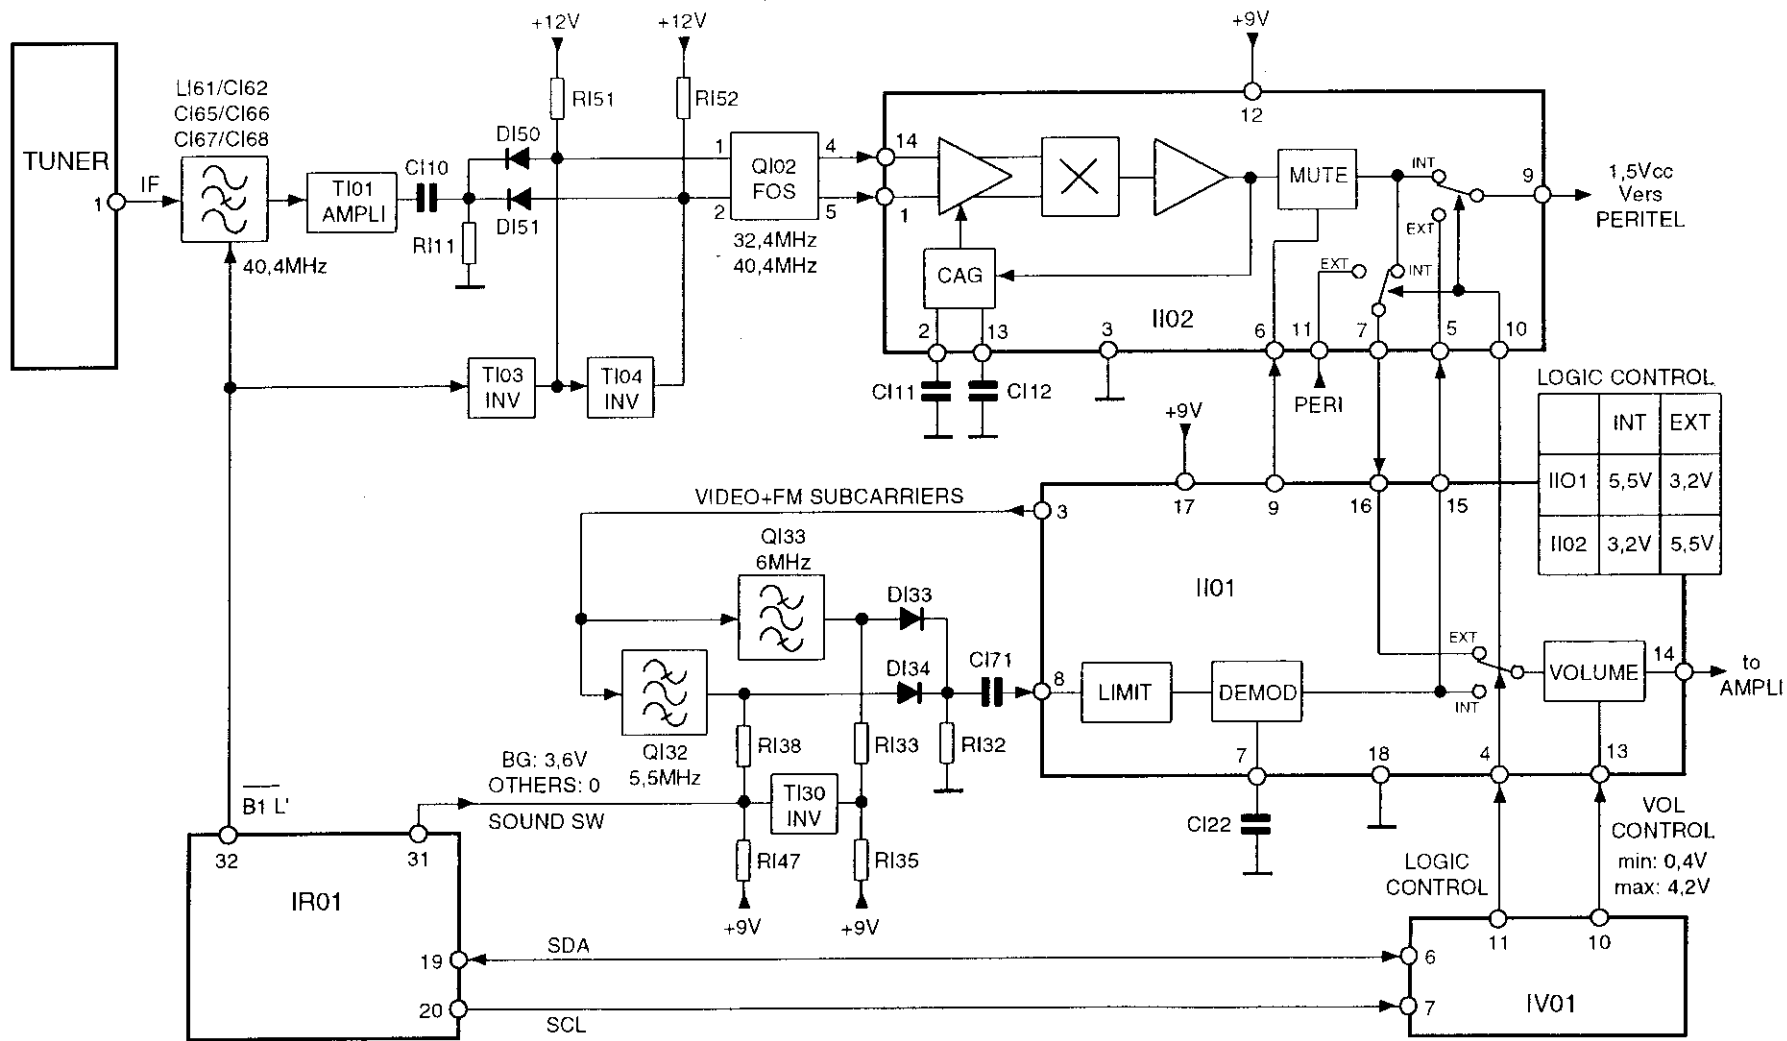 TUNER
1
IF
LI61/CI62
CI65/CI66
CI67/CI68
40,4MHz
TI01
AMPLI
CI10
RI11
DI50
DI51
+12V
RI51
+12V
RI52
1
2
QI02
FOS
4
5
32,4MHz
40,4MHz
TI03
INV
TI04
INV
+9V
12
14
1
CAG
MUTE
INT
EXT
EXT
INT
9
1,5Vcc
Vers
PERITEL
II02
2
13
3
6
11
7
5
10
CI11
CI12
PERI
LOGIC CONTROL
INT EXT
IIO1 5,5V 3,2V
II02 3,2V 5,5V
+9V
17
9
16
15
VIDEO+FM SUBCARRIERS
3
QI33
6MHz
DI33
DI34
CI71
QI32
5,5MHz
RI38
RI33
RI32
8
LIMIT
DEMOD
II01
EXT
INT
VOLUME
14
to
AMPLI
7
18
4
13
CI22
BG: 3,6V
OTHERS: 0
SOUND SW
TI30
INV
RI47
RI35
+9V
+9V
B1 L'
32
31
IR01
19
20
SDA
SCL
LOGIC
CONTROL
VOL
CONTROL
min: 0,4V
max: 4,2V
11
10
6
7
IV01